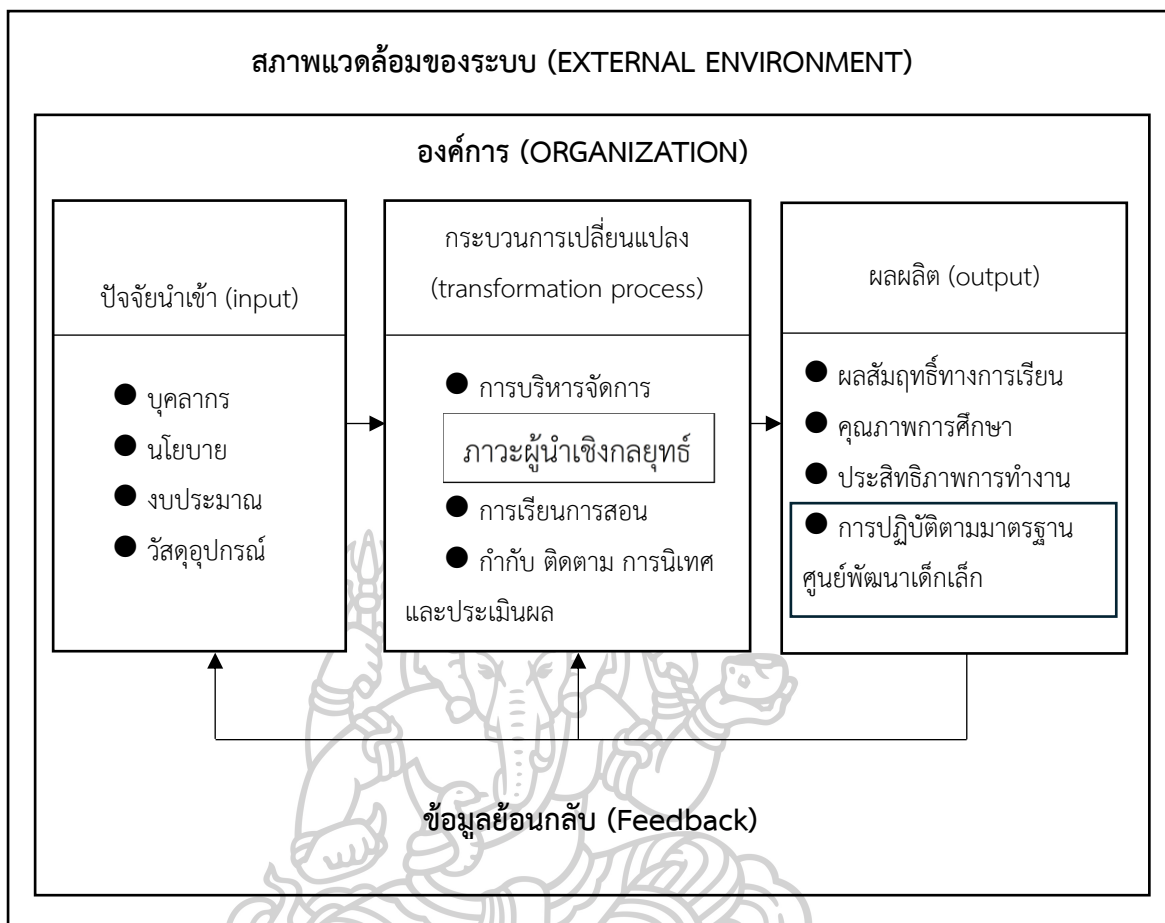 สภาพแวดล้อมของระบบ (EXTERNAL ENVIRONMENT)
องค์การ (ORGANIZATION)
ปัจจัยนำเข้า (input)
● บุคลากร
● นโยบาย
● งบประมาณ
● วัสดุอุปกรณ์
กระบวนการเปลี่ยนแปลง
(transformation process)
● การบริหารจัดการ
ภาวะผู้นำเชิงกลยุทธ์
● การเรียนการสอน
● กำกับ ติดตาม การนิเทศ
และประเมินผล
ผลผลิต (output)
● ผลสัมฤทธิ์ทางการเรียน
● คุณภาพการศึกษา
● ประสิทธิภาพการทำงาน
● การปฏิบัติตามมาตรฐาน
ศูนย์พัฒนาเด็กเล็ก
ข้อมูลย้อนกลับ (Feedback)